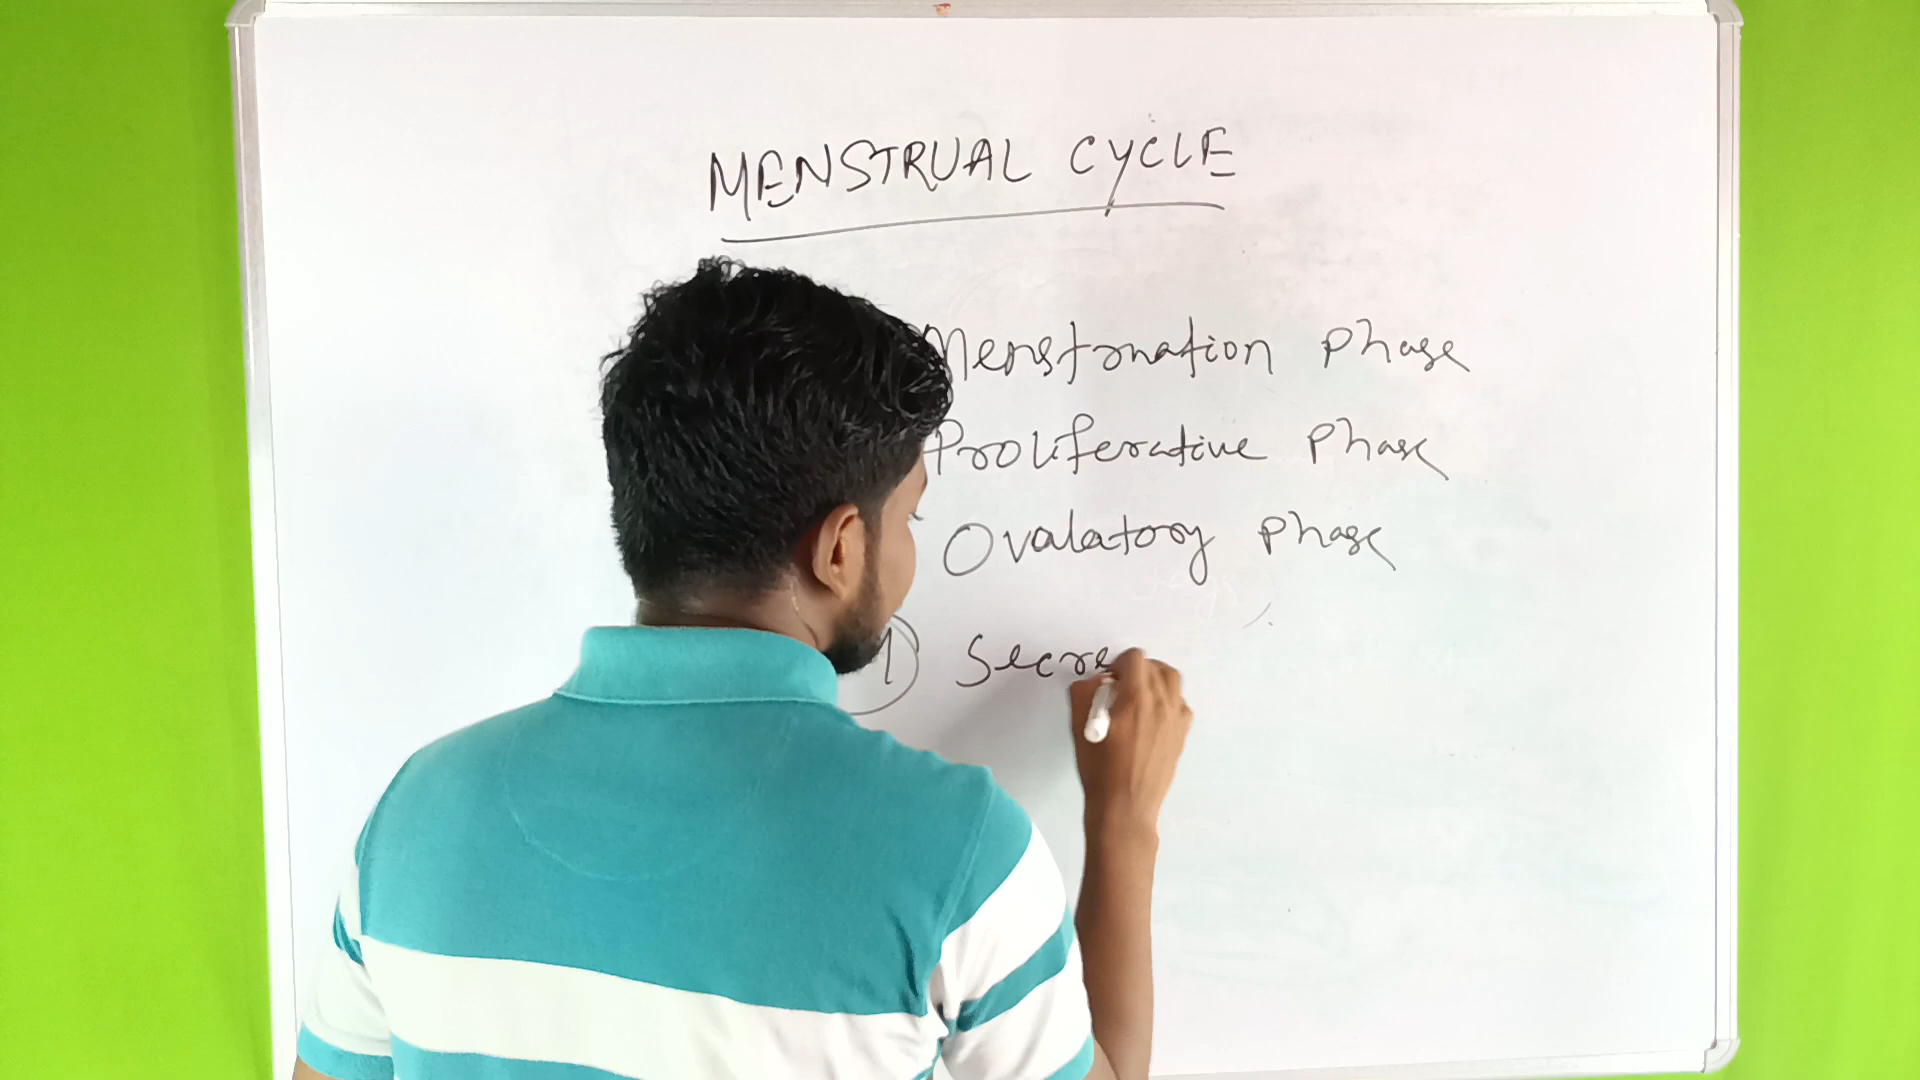 MENSTRUAL CYCLE
Menstruation Phase
Proliferative Phase
Ovalatory Phase
Secre